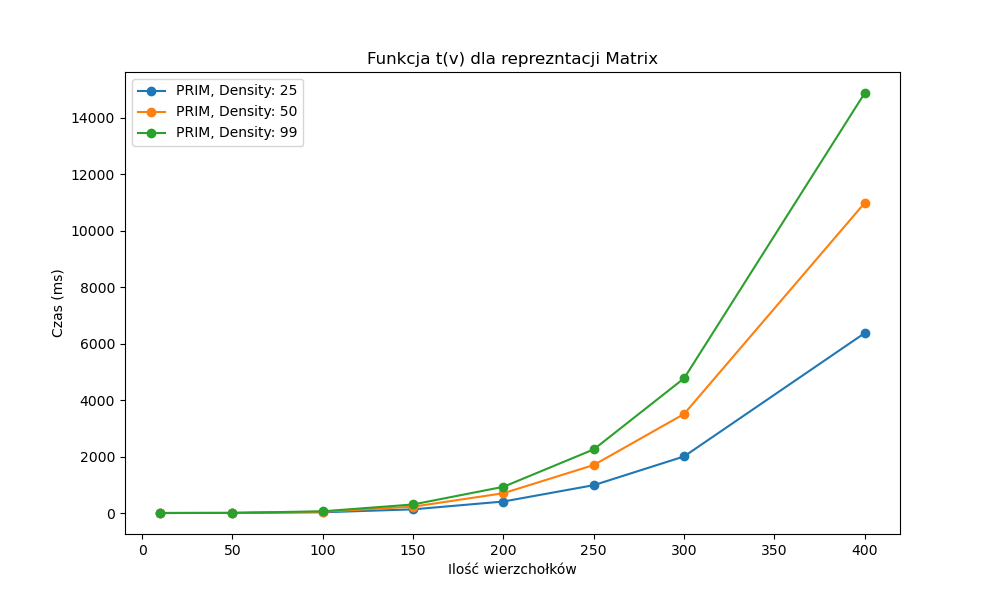 Funkcja t(v) dla reprezntacji Matrix
PRIM, Density: 25
PRIM, Density: 50
PRIM, Density: 99
14000
12000
10000
8000
6000
4000
2000
0
Czas (ms)
0 50 100 150 200 250 300 350 400
Ilość wierzchołków